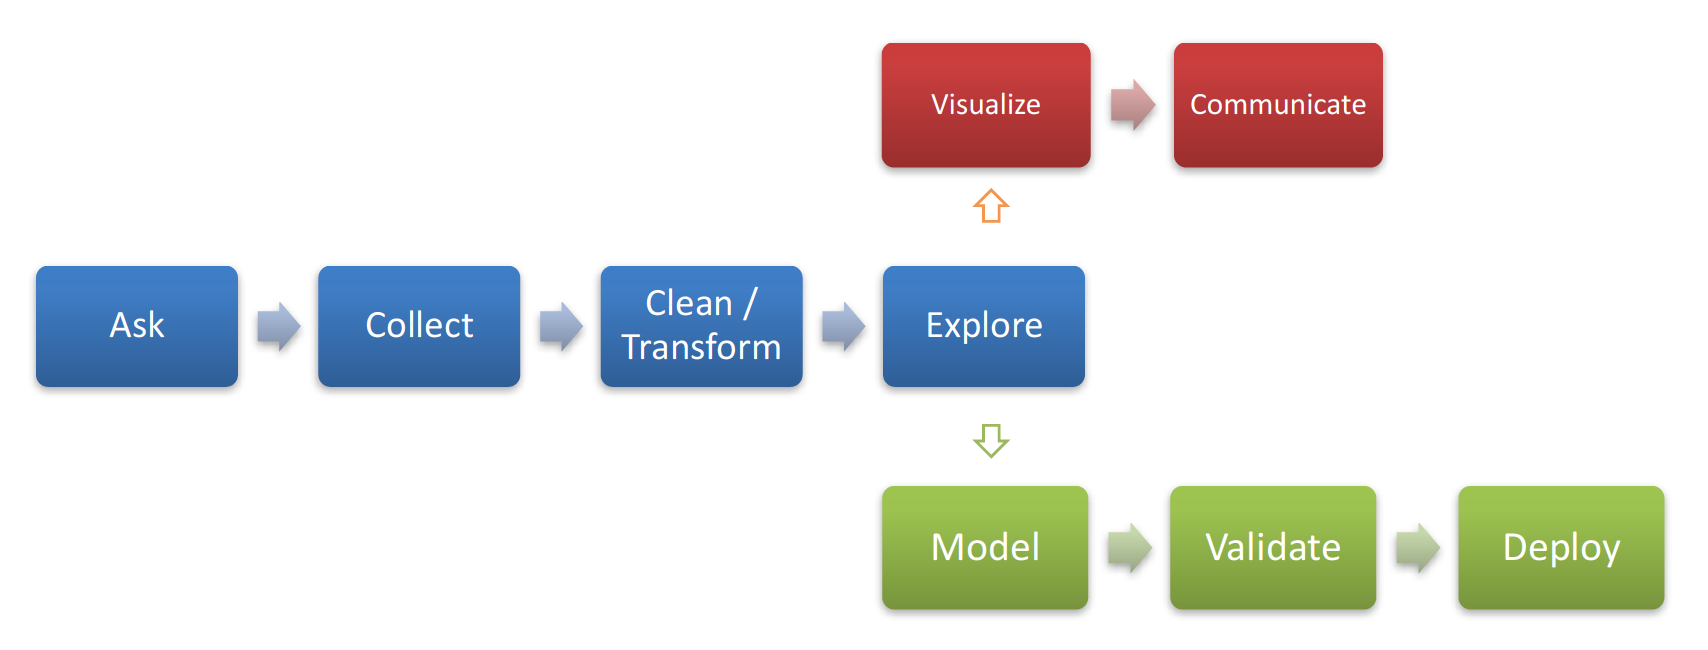 Visualize
Communicate
Ask
Collect
Clean /
Transform
Explore
Model
Validate
Deploy